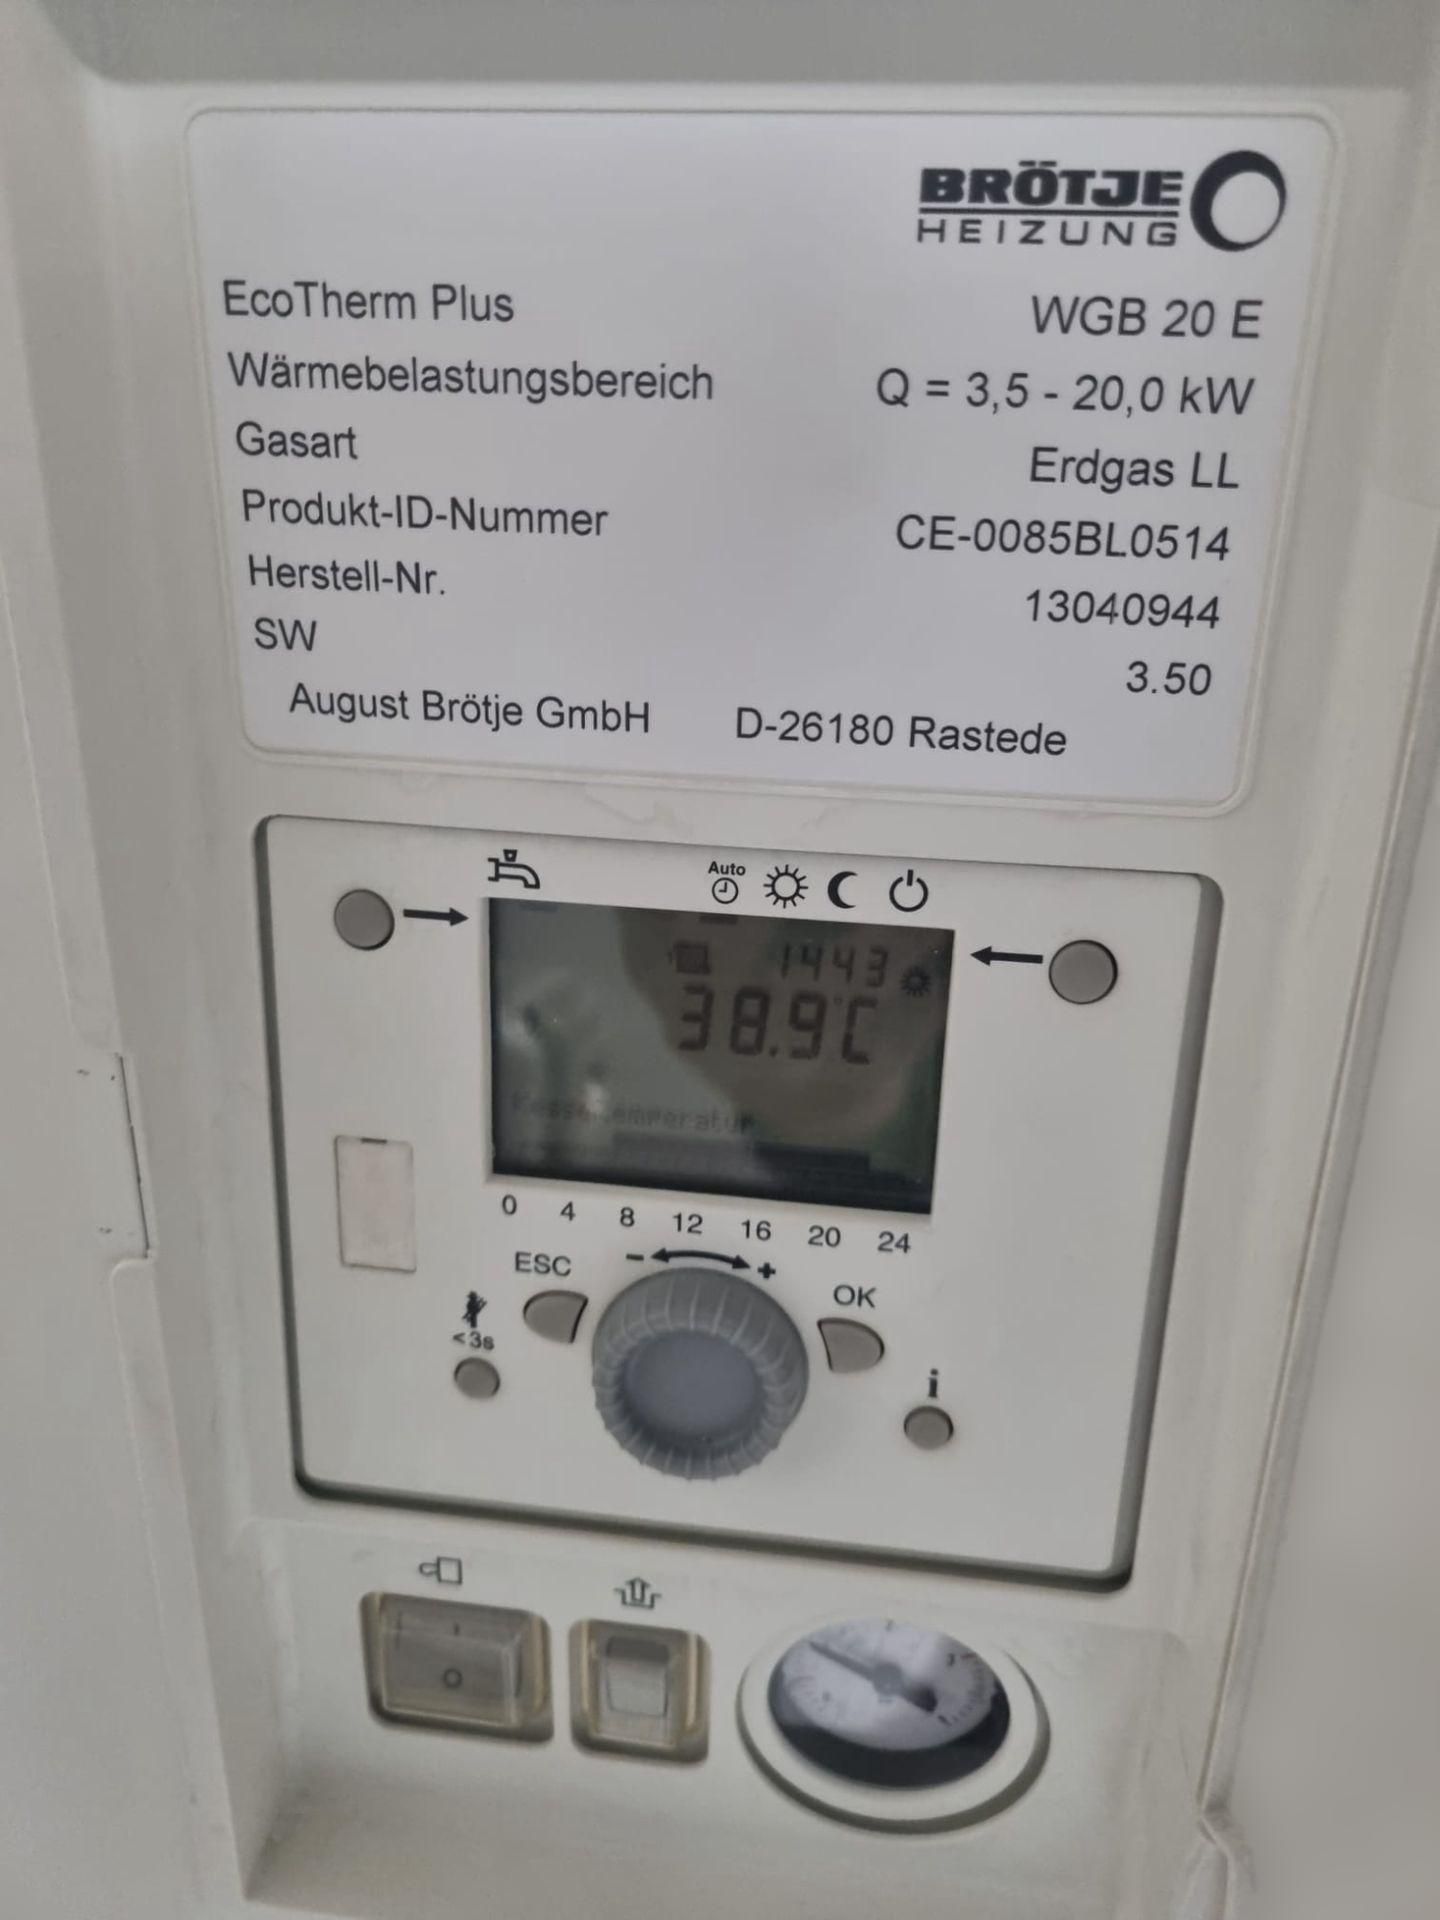 BRÖTJE
HEIZUNG
EcoTherm Plus WGB 20 E
Wärmebelastungsbereich Q = 3,5 - 20,0 kW
Gasart Erdgas LL
Produkt-ID-Nummer CE-0085BL0514
Herstell-Nr. 13040944
SW 3.50
August Brötje GmbH D-26180 Rastede
Auto
1443
38.9°C
Kesseltemperatur
0 4 8 12 16 20 24
ESC - + OK
<3s
i
I
O